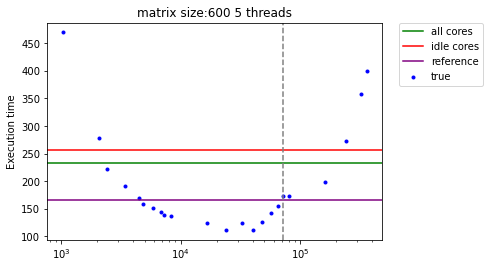 matrix size:600 5 threads
Execution time
450
400
350
300
250
200
150
100
10³
10⁴
10⁵
all cores
idle cores
reference
true